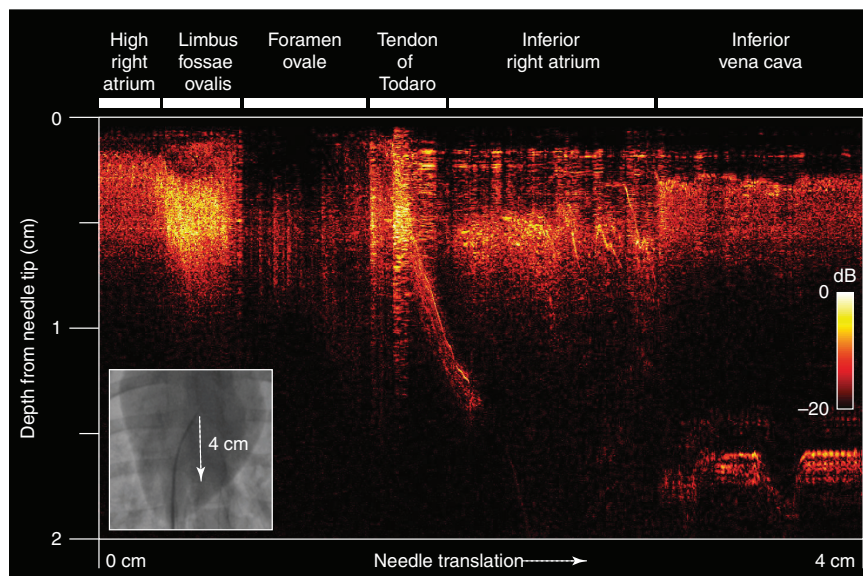 High
right
atrium
Limbus
fossae
ovalis
Foramen
ovale
Tendon
of
Todaro
Inferior
right atrium
Inferior
vena cava
0
1
2
Depth from needle tip (cm)
dB
0
–20
4 cm
0 cm
Needle translation
4 cm